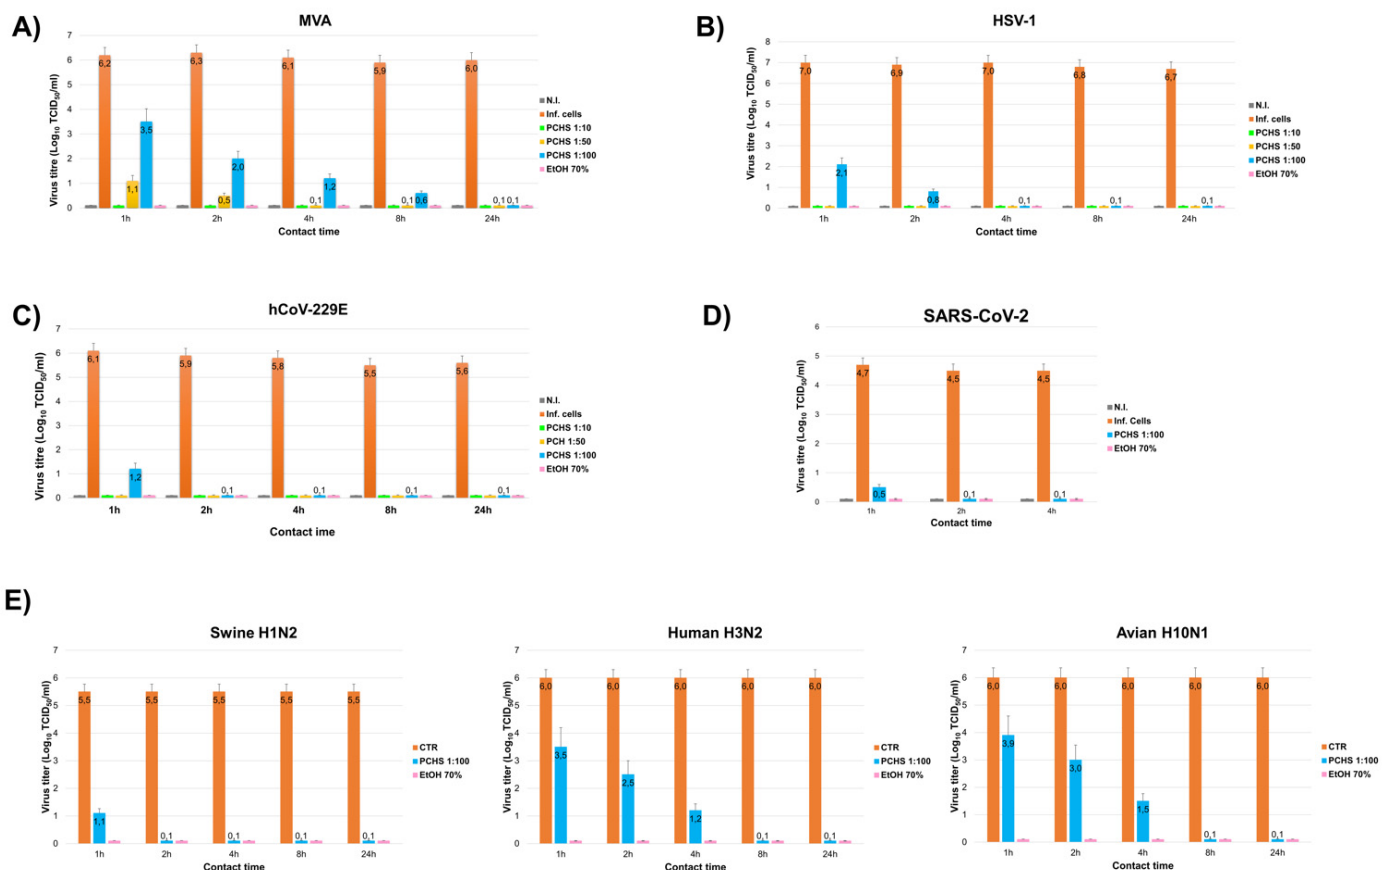 A)
MVA
Virus titre (Log10 TCID50/ml)
7
6
5
4
3
2
1
0
6,2
6,3
6,1
5,9
6,0
3,5
1,1
2,0
0,5
1,2
0,1
0,1
0,6
0,1
0,1
1h
2h
4h
8h
24h
Contact time
N.I.
Inf. cells
PCHS 1:10
PCHS 1:50
PCHS 1:100
EtOH 70%
B)
HSV-1
Virus titre (Log10 TCID50/ml)
8
7
6
5
4
3
2
1
0
7,0
6,9
7,0
6,8
6,7
2,1
0,8
0,1
0,1
0,1
1h
2h
4h
8h
24h
Contact time
N.I.
Inf. cells
PCHS 1:10
PCHS 1:50
PCHS 1:100
EtOH 70%
C)
hCoV-229E
Virus titre (Log10 TCID50/ml)
7
6
5
4
3
2
1
0
6,1
5,9
5,8
5,5
5,6
1,2
0,1
0,1
0,1
0,1
1h
2h
4h
8h
24h
Contact ime
N.I.
Inf. cells
PCHS 1:10
PCH 1:50
PCHS 1:100
EtOH 70%
D)
SARS-CoV-2
Virus titre (Log10 TCID50/ml)
6
5
4
3
2
1
0
4,7
4,5
4,5
0,5
0,1
0,1
1h
2h
4h
Contact time
N.I.
Inf. Cells
PCHS 1:100
EtOH 70%
E)
Swine H1N2
Virus titer (Log10 TCID50/ml)
7
6
5
4
3
2
1
0
5,5
5,5
5,5
5,5
5,5
1,1
0,1
0,1
0,1
0,1
1h
2h
4h
8h
24h
Contact time
CTR
PCHS 1:100
EtOH 70%
Human H3N2
Virus titer (Log10 TCID50/ml)
7
6
5
4
3
2
1
0
6,0
6,0
6,0
6,0
6,0
3,5
2,5
1,2
0,1
0,1
1h
2h
4h
8h
24h
Contact time
CTR
PCHS 1:100
EtOH 70%
Avian H10N1
Virus titer (Log10 TCID50/ml)
7
6
5
4
3
2
1
0
6,0
6,0
6,0
6,0
6,0
3,9
3,0
1,5
0,1
0,1
1h
2h
4h
8h
24h
Contact time
CTR
PCHS 1:100
EtOH 70%